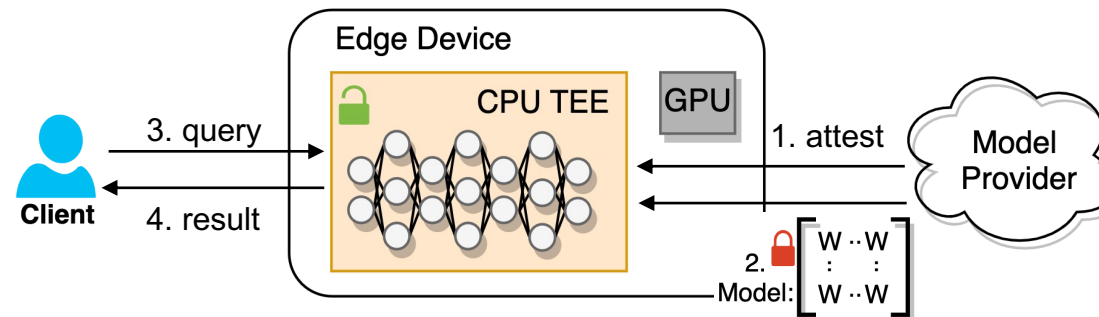 Edge Device
CPU TEE
GPU
3. query
4. result
Client
1. attest
Model
Provider
2.
Model:
W ·· W
: :
W ·· W